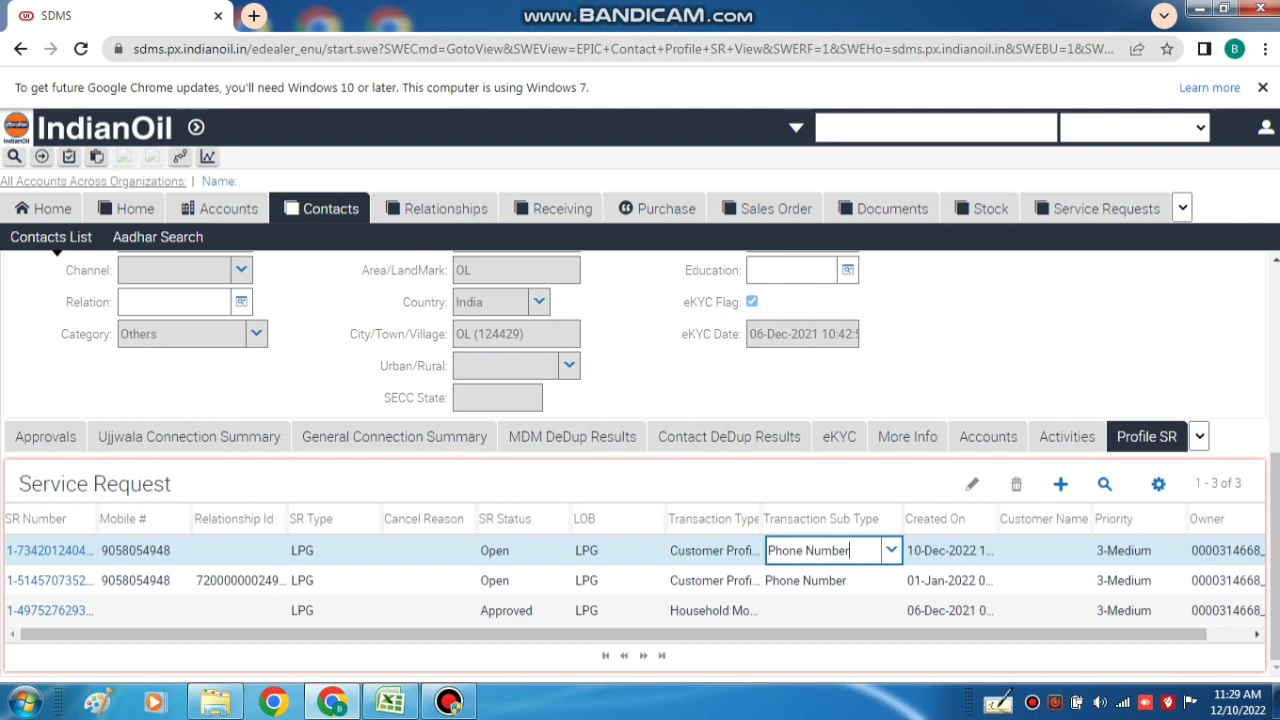 SDMS
WWW.BANDICAM.COM
sdms.px.indianoil.in/edealer_enu/start.swe?SWECmd=GotoView&SWEView=EPIC+Contact+Profile+SR+View&SWERF=1&SWEHo=sdms.px.indianoil.in&SWEBU=1&SW...
B
To get future Google Chrome updates, you'll need Windows 10 or later. This computer is using Windows 7.
Learn more
IndianOil
IndianOil
All Accounts Across Organizations: | Name:
Home Home Accounts Contacts Relationships Receiving Purchase Sales Order Documents Stock Service Requests
Contacts List Aadhar Search
Channel: Area/LandMark: OL Education:
Relation: Country: India eKYC Flag:
Category: Others City/Town/Village: OL (124429) eKYC Date: 06-Dec-2021 10:42:5
Urban/Rural:
SECC State:
Approvals Ujjwala Connection Summary General Connection Summary MDM DeDup Results Contact DeDup Results eKYC More Info Accounts Activities Profile SR
Service Request 1 - 3 of 3
SR Number Mobile # Relationship Id SR Type Cancel Reason SR Status LOB Transaction Type Transaction Sub Type Created On Customer Name Priority Owner
1-7342012404... 9058054948 LPG Open LPG Customer Profi... Phone Number 10-Dec-2022 1... 3-Medium 0000314668_
1-5145707352... 9058054948 720000000249... LPG Open LPG Customer Profi... Phone Number 01-Jan-2022 0... 3-Medium 0000314668_
1-4975276293... LPG Approved LPG Household Mo... 06-Dec-2021 0... 3-Medium 0000314668_
11:29 AM
12/10/2022